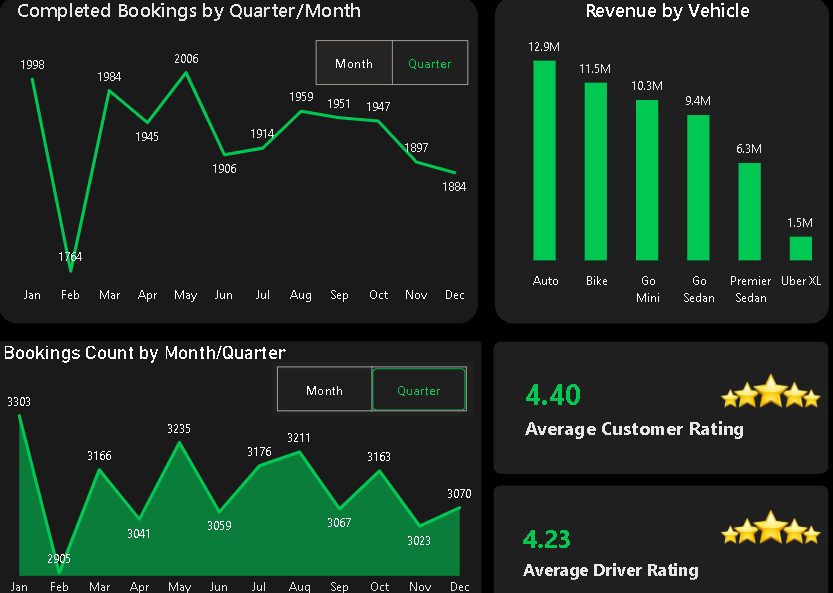 Completed Bookings by Quarter/Month
Month Quarter
1998 1764 1984 1945 2006 1906 1914 1959 1951 1947 1897 1884
Jan Feb Mar Apr May Jun Jul Aug Sep Oct Nov Dec
Revenue by Vehicle
12.9M 11.5M 10.3M 9.4M 6.3M 1.5M
Auto Bike Go Mini Go Sedan Premier Sedan Uber XL
Bookings Count by Month/Quarter
Month Quarter
3303 2905 3166 3041 3235 3059 3176 3211 3067 3163 3023 3070
Jan Feb Mar Apr May Jun Jul Aug Sep Oct Nov Dec
4.40
Average Customer Rating
4.23
Average Driver Rating